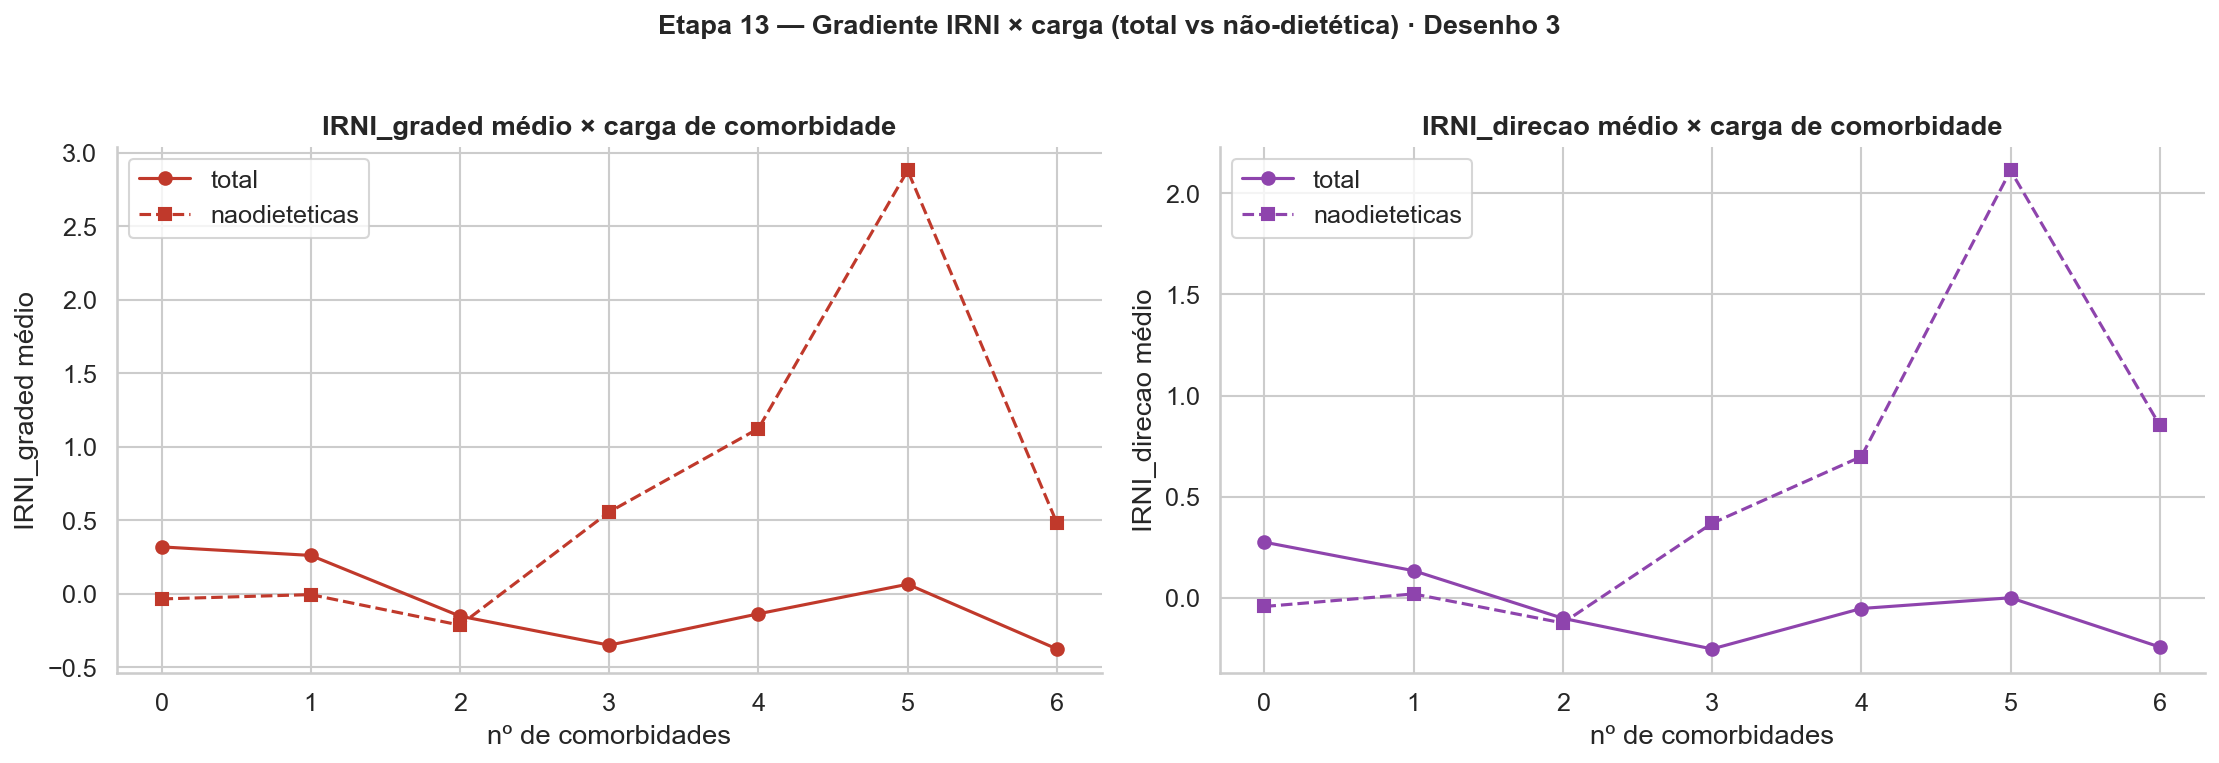 Etapa 13 — Gradiente IRNI × carga (total vs não-dietética) · Desenho 3
IRNI_graded médio × carga de comorbidade
total
naodieteticas
IRNI_graded médio
3.0
2.5
2.0
1.5
1.0
0.5
0.0
−0.5
0 1 2 3 4 5 6
nº de comorbidades
IRNI_direcao médio × carga de comorbidade
total
naodieteticas
IRNI_direcao médio
2.0
1.5
1.0
0.5
0.0
0 1 2 3 4 5 6
nº de comorbidades